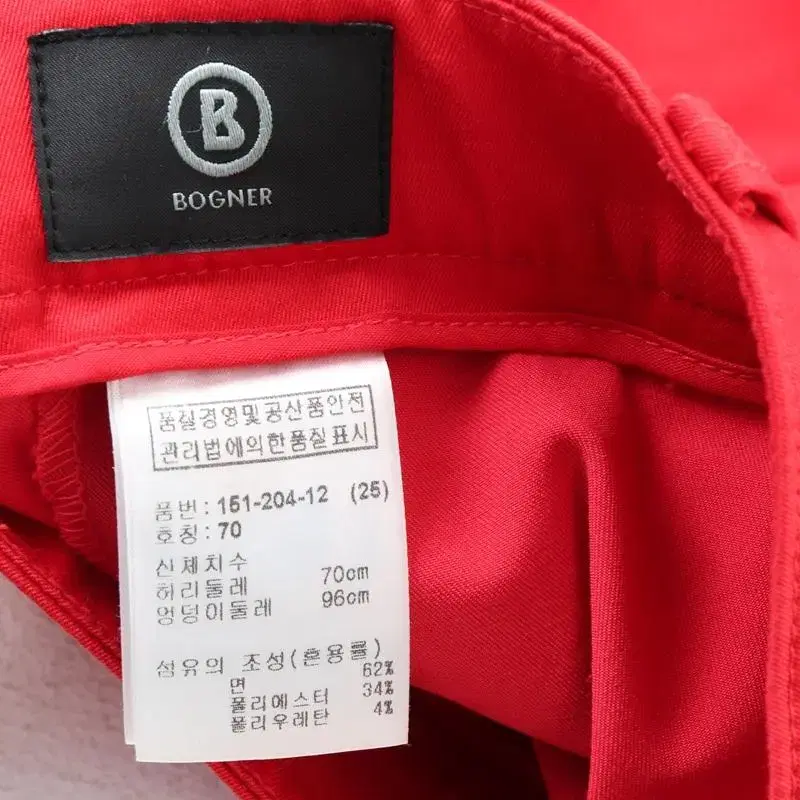 B
BOGNER
품질경영및공산품안전
관리법에의한품질표시
품번 : 151-204-12 (25)
호칭 : 70
신체치수
허리둘레 70cm
엉덩이둘레 96cm
섬유의 조성(혼용률)
면 62%
폴리에스터 34%
폴리우레탄 4%